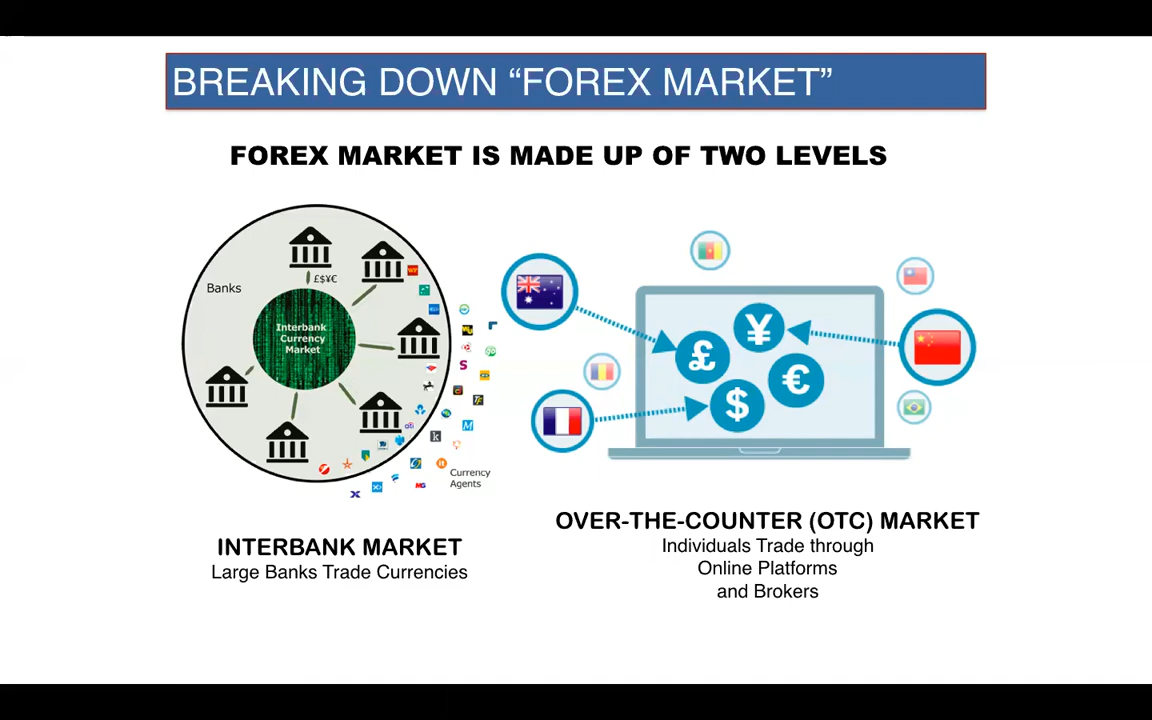 BREAKING DOWN “FOREX MARKET”
FOREX MARKET IS MADE UP OF TWO LEVELS
Banks
£$¥€
Interbank
Currency
Market
Currency
Agents
£
¥
€
$
INTERBANK MARKET
Large Banks Trade Currencies
OVER-THE-COUNTER (OTC) MARKET
Individuals Trade through
Online Platforms
and Brokers